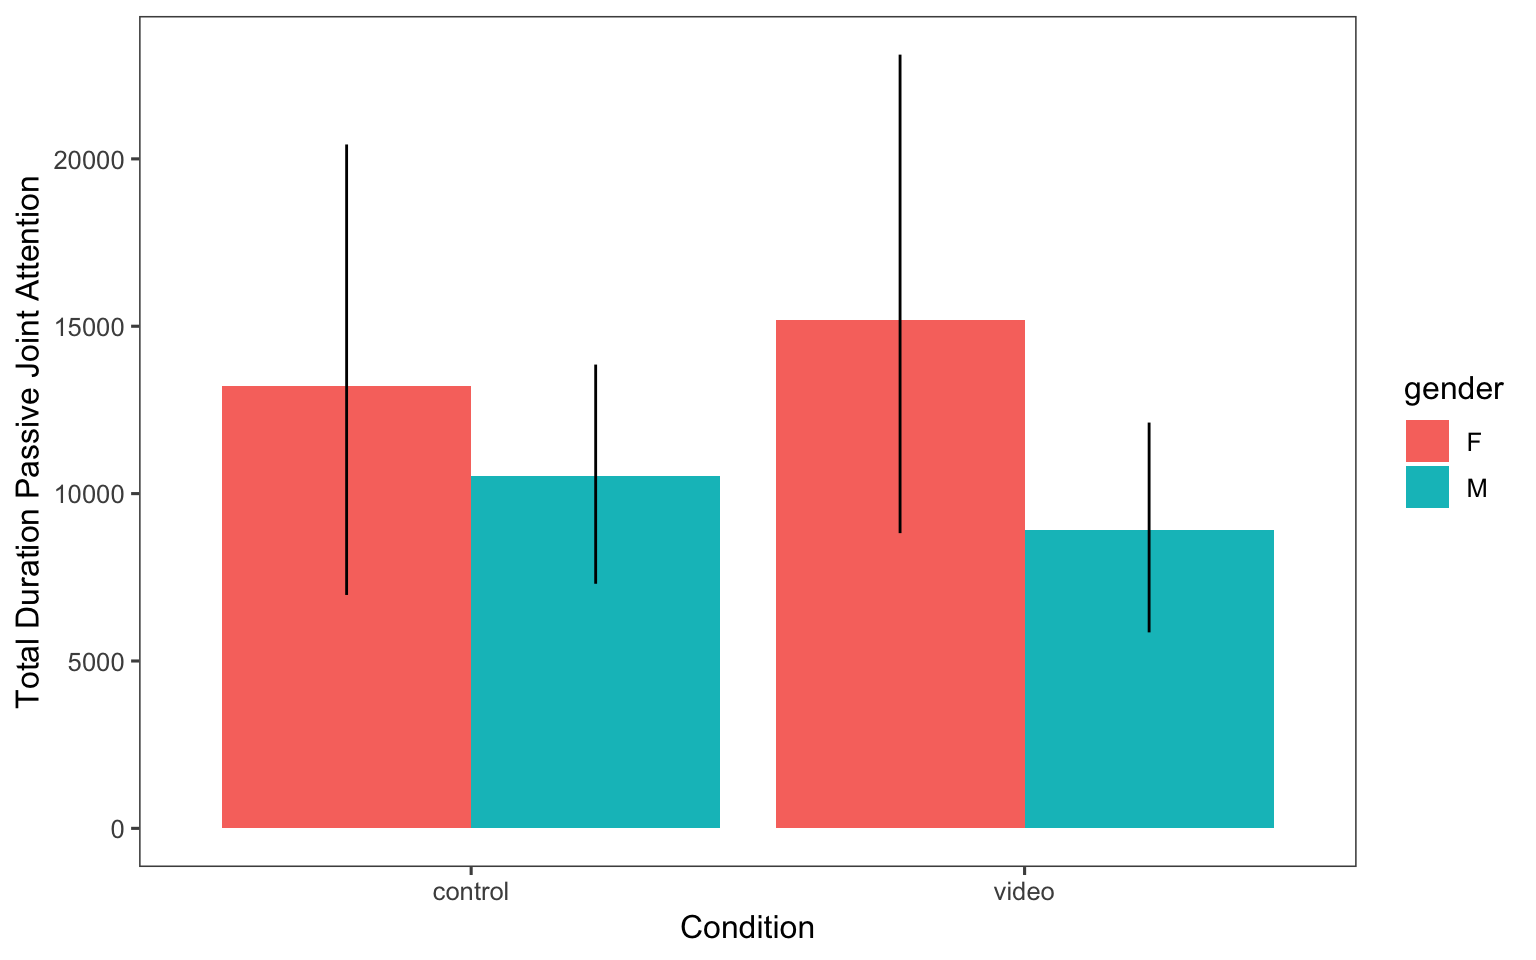 Total Duration Passive Joint Attention
20000
15000
10000
5000
0
control
video
Condition
gender
F
M